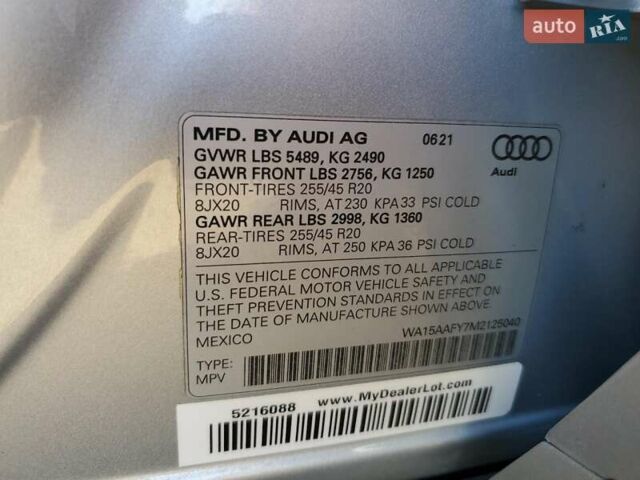 auto RIA.com
MFD. BY AUDI AG 06 21
GVWR LBS 5489, KG 2490
GAWR FRONT LBS 2756, KG 1250
FRONT-TIRES 255/45 R20
8JX20 RIMS, AT 230 KPA 33 PSI COLD
GAWR REAR LBS 2998, KG 1360
REAR-TIRES 255/45 R20
8JX20 RIMS, AT 250 KPA 36 PSI COLD
Audi
THIS VEHICLE CONFORMS TO ALL APPLICABLE
U.S. FEDERAL MOTOR VEHICLE SAFETY AND
THEFT PREVENTION STANDARDS IN EFFECT ON
THE DATE OF MANUFACTURE SHOWN ABOVE.
MEXICO
WA15AAFY7M2125040
TYPE:
MPV
5216088 www.MyDealerLot.com